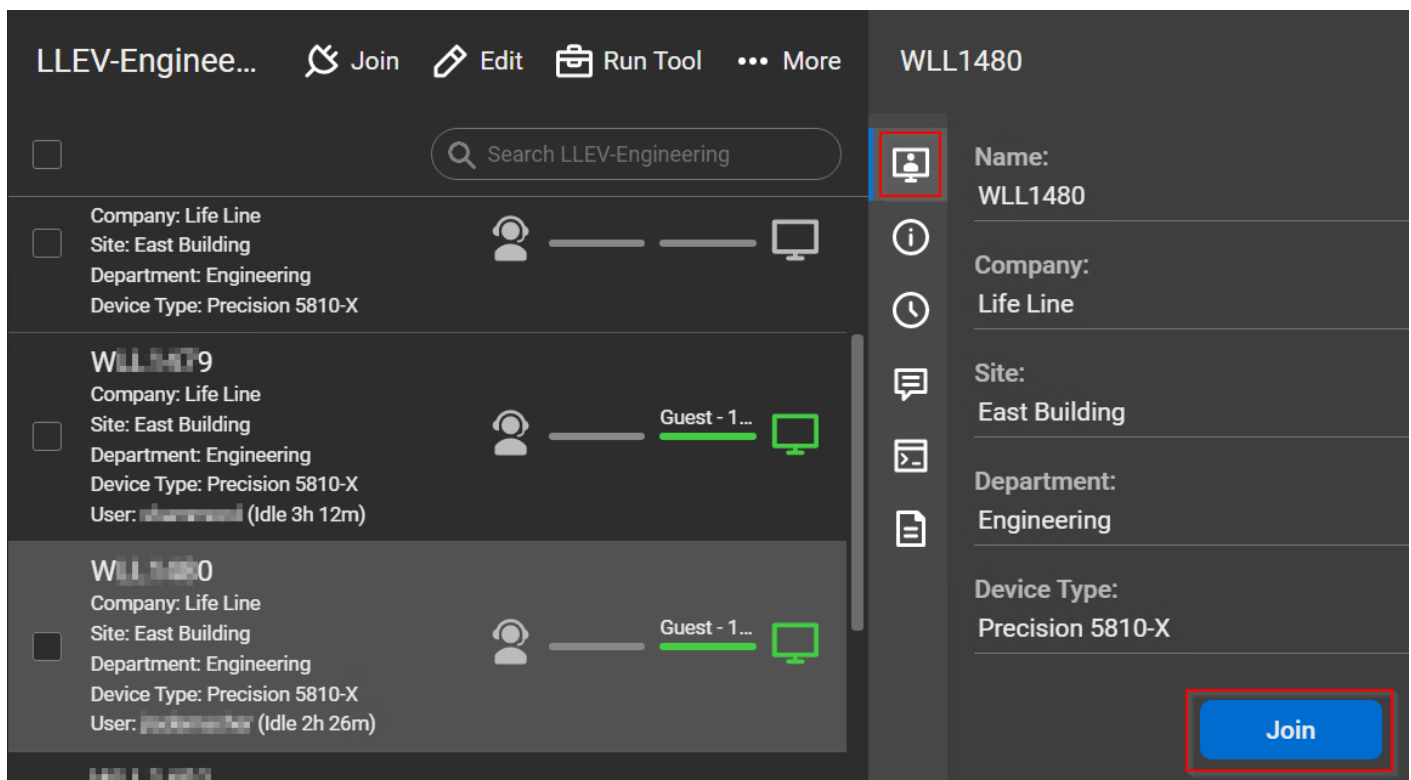 LLEV-Enginee... Join Edit Run Tool ••• More
Search LLEV-Engineering
Company: Life Line
Site: East Building
Department: Engineering
Device Type: Precision 5810-X
Company: Life Line
Site: East Building
Department: Engineering
Device Type: Precision 5810-X
User: (Idle 3h 12m)
Guest - 1...
Company: Life Line
Site: East Building
Department: Engineering
Device Type: Precision 5810-X
User: (Idle 2h 26m)
Guest - 1...
WLL1480
Name:
WLL1480
Company:
Life Line
Site:
East Building
Department:
Engineering
Device Type:
Precision 5810-X
Join